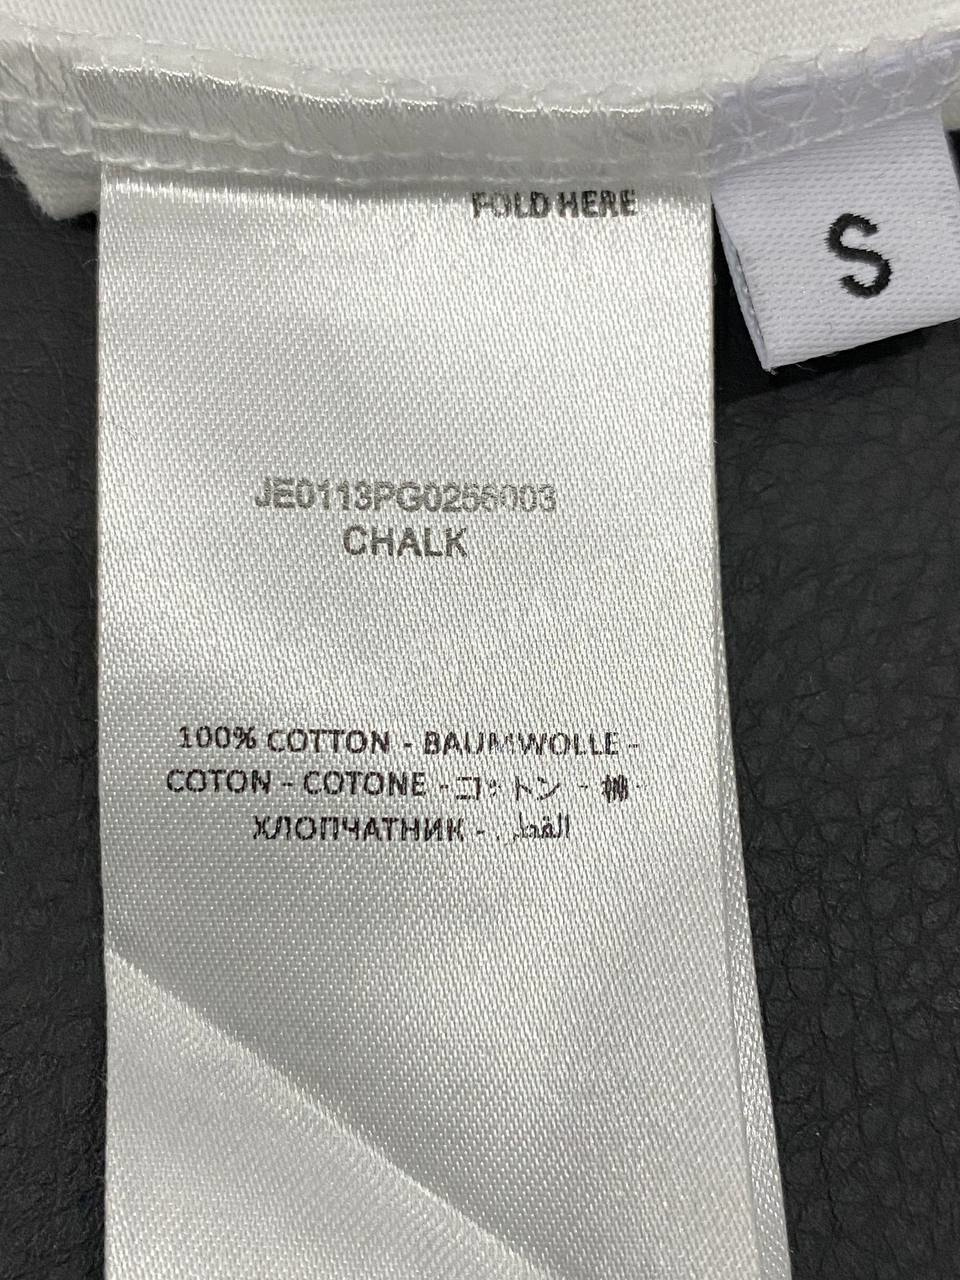 FOLD HERE
S
JE0113PG0256003
CHALK
100% COTTON - BAUMWOLLE -
COTON - COTONE - コットン - 棉 -
ХЛОПЧАТНИК - القطن